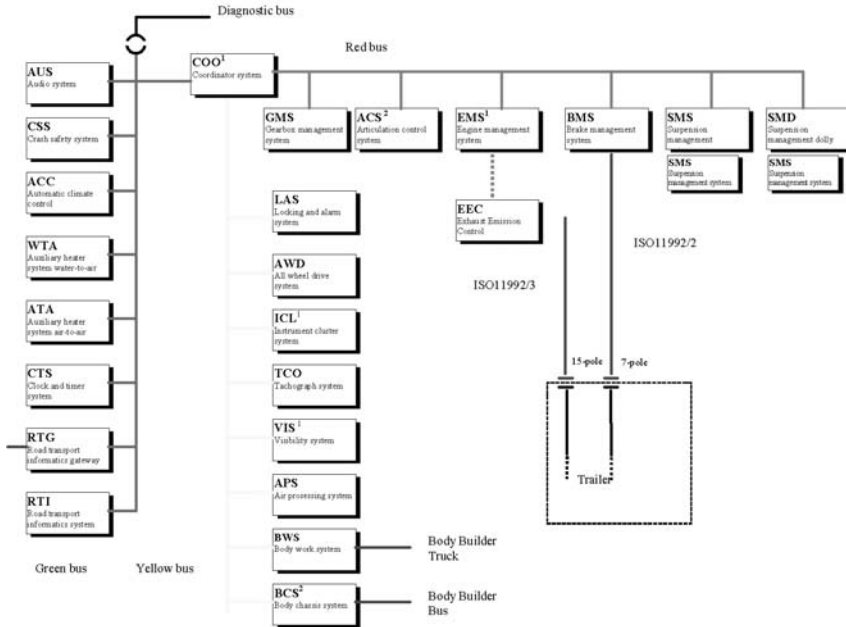 Diagnostic bus
Red bus
COO1
Coordinator system
AUS
Audio system
CSS
Crash safety system
ACC
Automatic climate
control
WTA
Auxiliary heater
system water-to-air
ATA
Auxiliary heater
system air-to-air
CTS
Clock and timer
system
RTG
Road transport
informatics gateway
RTI
Road transport
informatics system
Green bus
Yellow bus
GMS
Gearbox management
system
ACS2
Articulation control
system
EMS1
Engine management
system
BMS
Brake management
system
SMS
Suspension
management
SMS
Suspension
management system
SMD
Suspension
management dolly
SMS
Suspension
management system
EEC
Exhaust Emission
Control
LAS
Locking and alarm
system
AWD
All wheel drive
system
ICL1
Instrument cluster
system
TCO
Tachograph system
VIS1
Visibility system
APS
Air processing system
BWS
Body work system
BCS2
Body chassis system
Body Builder
Truck
Body Builder
Bus
ISO11992/2
ISO11992/3
15-pole
7-pole
Trailer